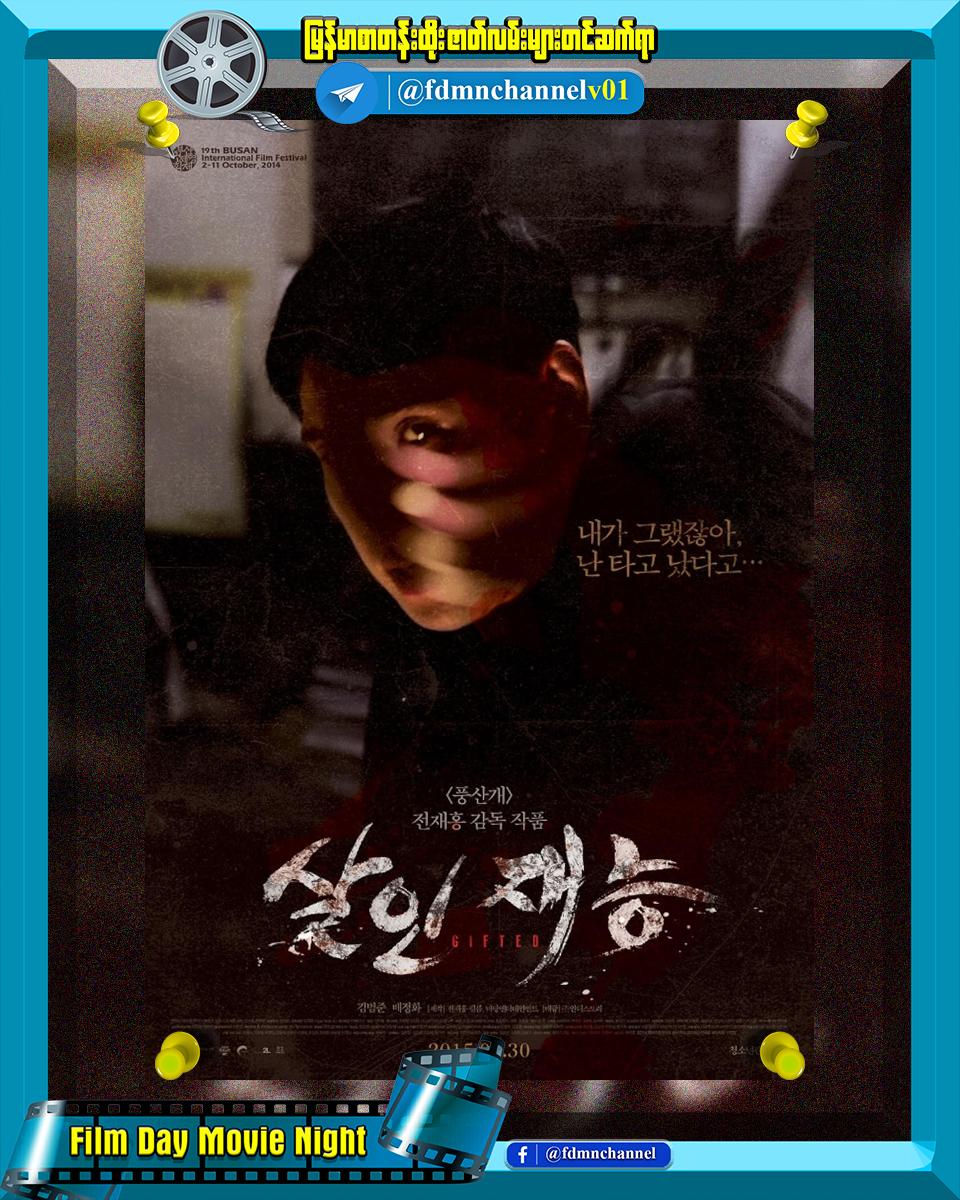 မြန်မာစာတန်းထိုးဇာတ်လမ်းများတင်ဆက်ရာ
@fdmnchannelv01
19th BUSAN
International Film Festival
2-11 October, 2014
내가 그랬잖아,
난 타고 났다고…
〈풍산개〉
전재홍 감독 작품
살인 재능
GIFTED
김범준 배정화
Film Day Movie Night
f @fdmnchannel